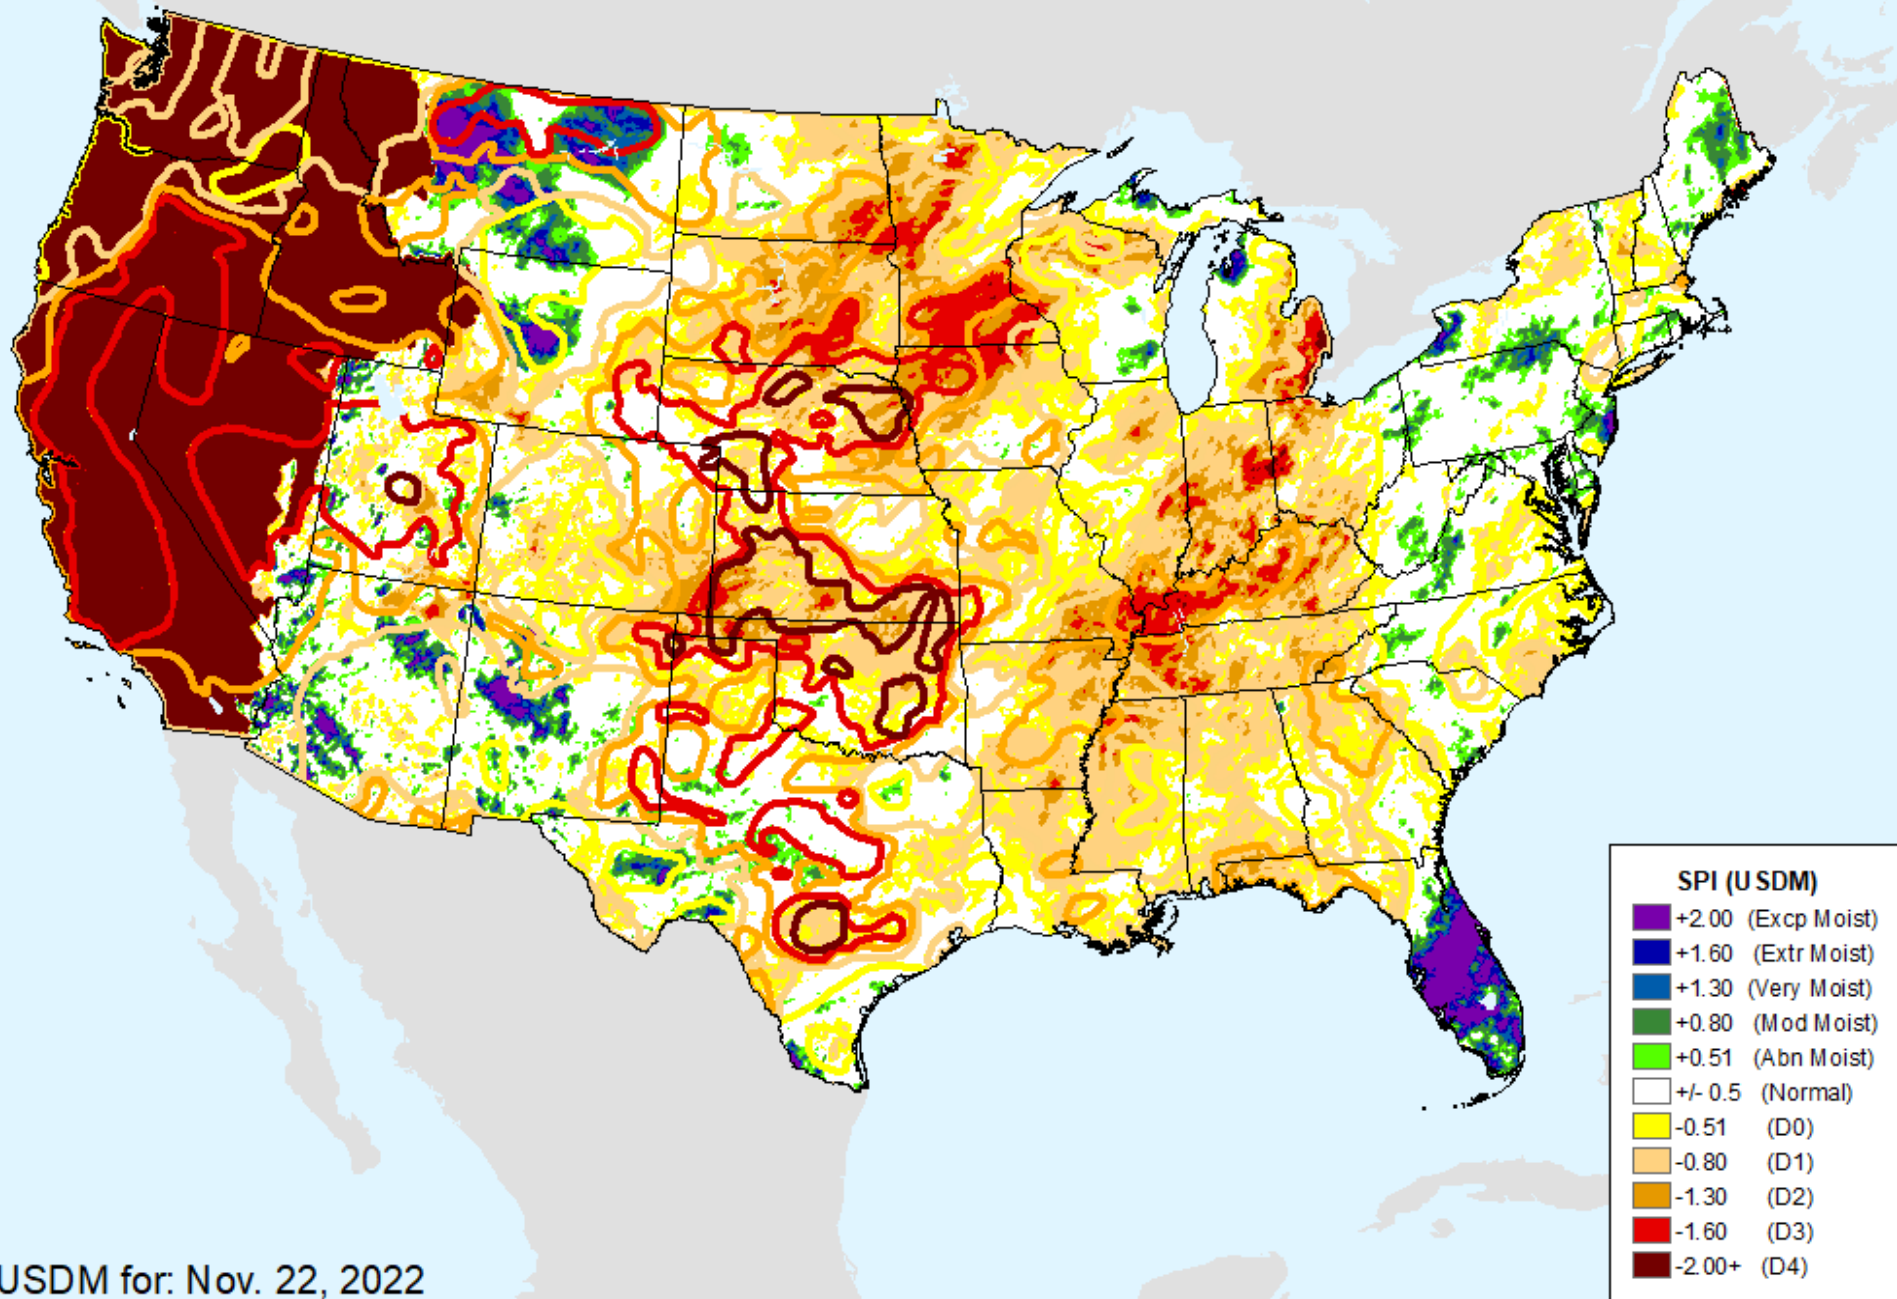 SPI (USDM)
+2.00 (Excp Moist)
+1.60 (Extr Moist)
+1.30 (Very Moist)
+0.80 (Mod Moist)
+0.51 (Abn Moist)
+/- 0.5 (Normal)
-0.51 (D0)
-0.80 (D1)
-1.30 (D2)
-1.60 (D3)
-2.00+ (D4)
USDM for: Nov. 22, 2022